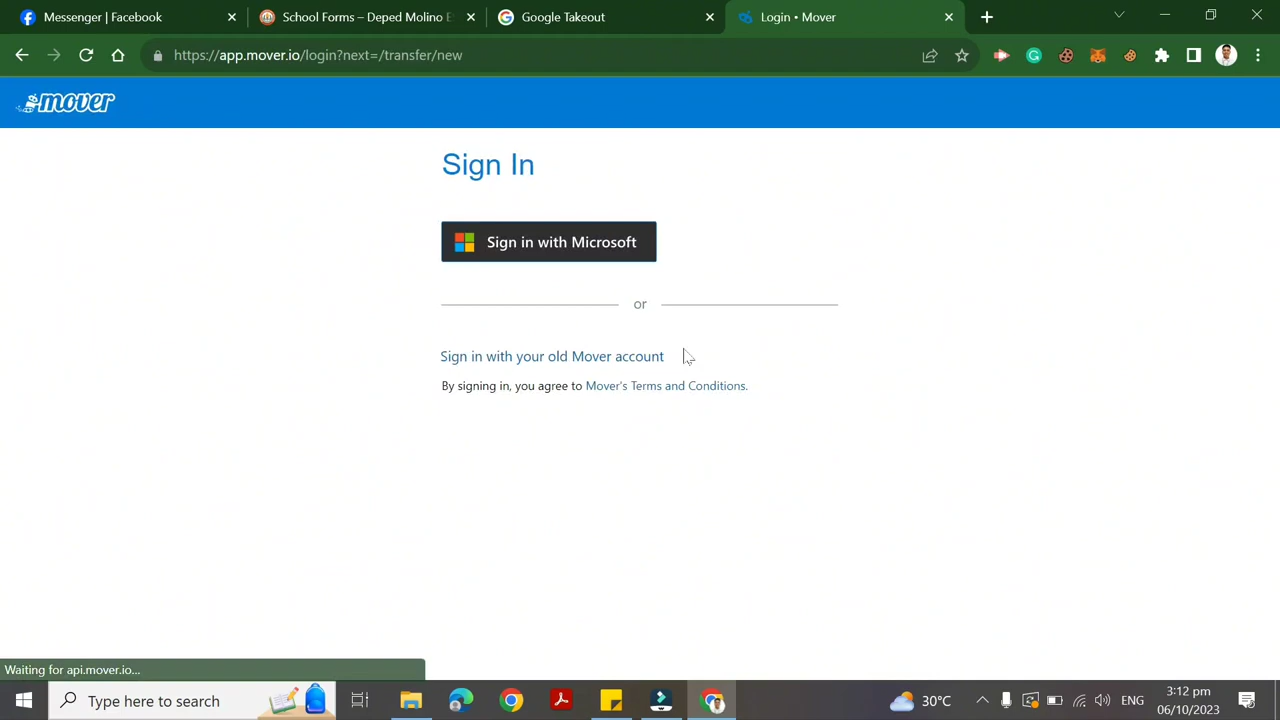 Messenger | Facebook
School Forms – Deped Molino E
Google Takeout
Login • Mover
https://app.mover.io/login?next=/transfer/new
mover
Sign In
Sign in with Microsoft
or
Sign in with your old Mover account
By signing in, you agree to Mover's Terms and Conditions.
Waiting for api.mover.io...
Type here to search
30°C
ENG
3:12 pm
06/10/2023